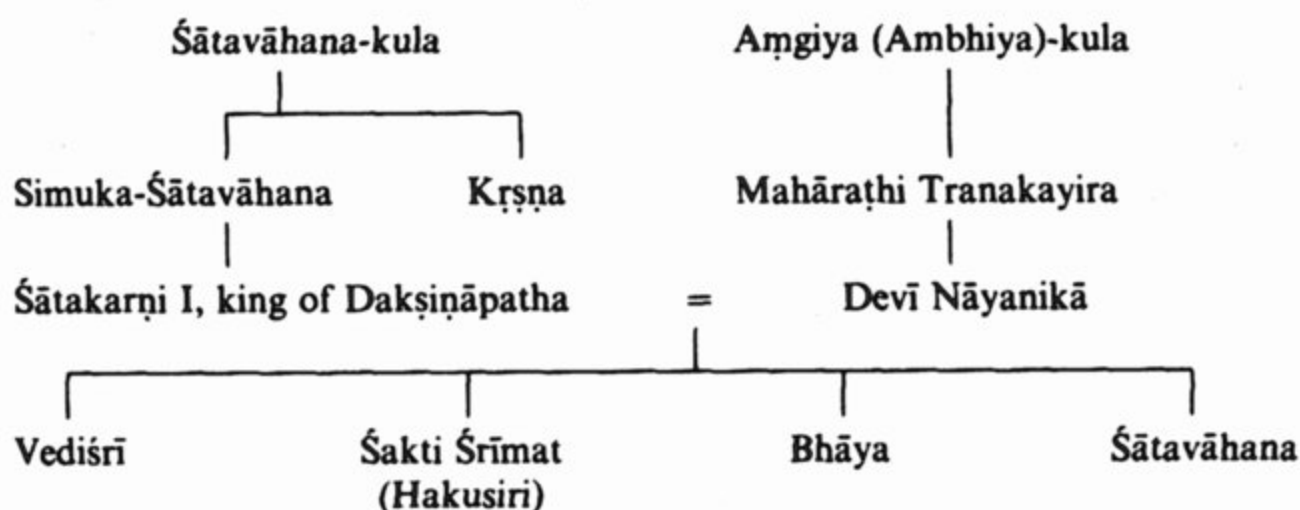 Śātavāhana-kula Aṃgiya (Ambhiya)-kula
Simuka-Śātavāhana Kṛṣṇa Mahāraṭhi Tranakayira
Śātakarṇi I, king of Dakṣiṇāpatha = Devī Nāyanikā
Vediśrī Śakti Śrīmat Bhāya Śātavāhana
(Hakusiri)